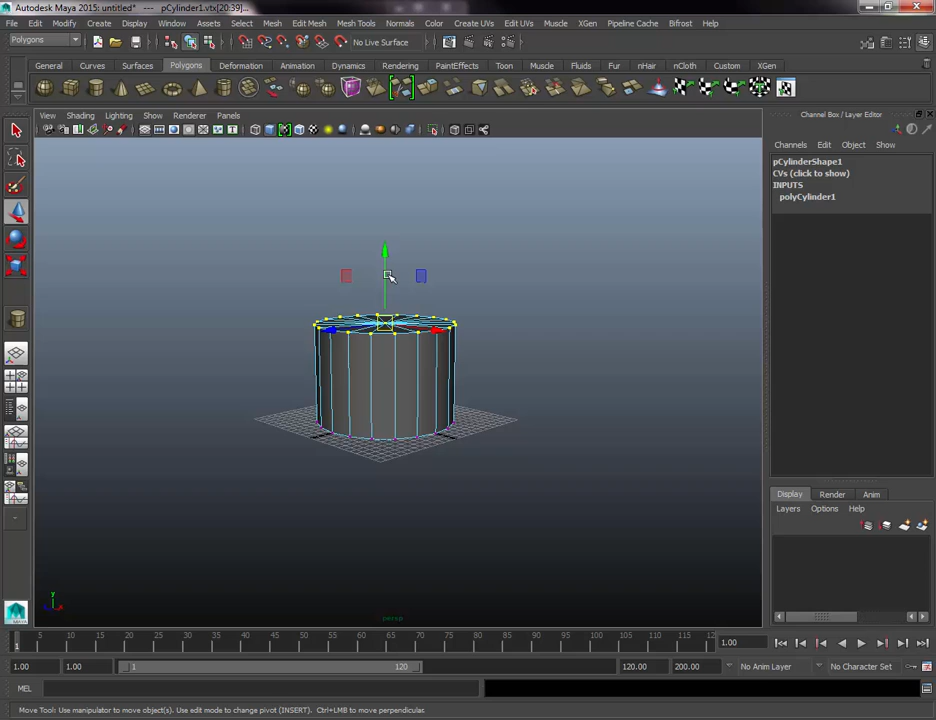 Autodesk Maya 2015: untitled*   ---   pCylinder1.vtx[20:39]...
File Edit Modify Create Display Window Assets Select Mesh Edit Mesh Mesh Tools Normals Color Create UVs Edit UVs Muscle XGen Pipeline Cache Bifrost Help
Polygons No Live Surface
General Curves Surfaces Polygons Deformation Animation Dynamics Rendering PaintEffects Toon Muscle Fluids Fur nHair nCloth Custom XGen
View Shading Lighting Show Renderer Panels
Channel Box / Layer Editor
Channels Edit Object Show
pCylinderShape1
CVs (click to show)
INPUTS
polyCylinder1
Display Render Anim
Layers Options Help
y
persp
MAYA
5 10 15 20 25 30 35 40 45 50 55 60 65 70 75 80 85 90 95 100 105 110 115 12
1 1.00
1.00 1.00 1 120 120.00 200.00 No Anim Layer No Character Set
MEL
Move Tool: Use manipulator to move object(s). Use edit mode to change pivot (INSERT). Ctrl+LMB to move perpendicular.